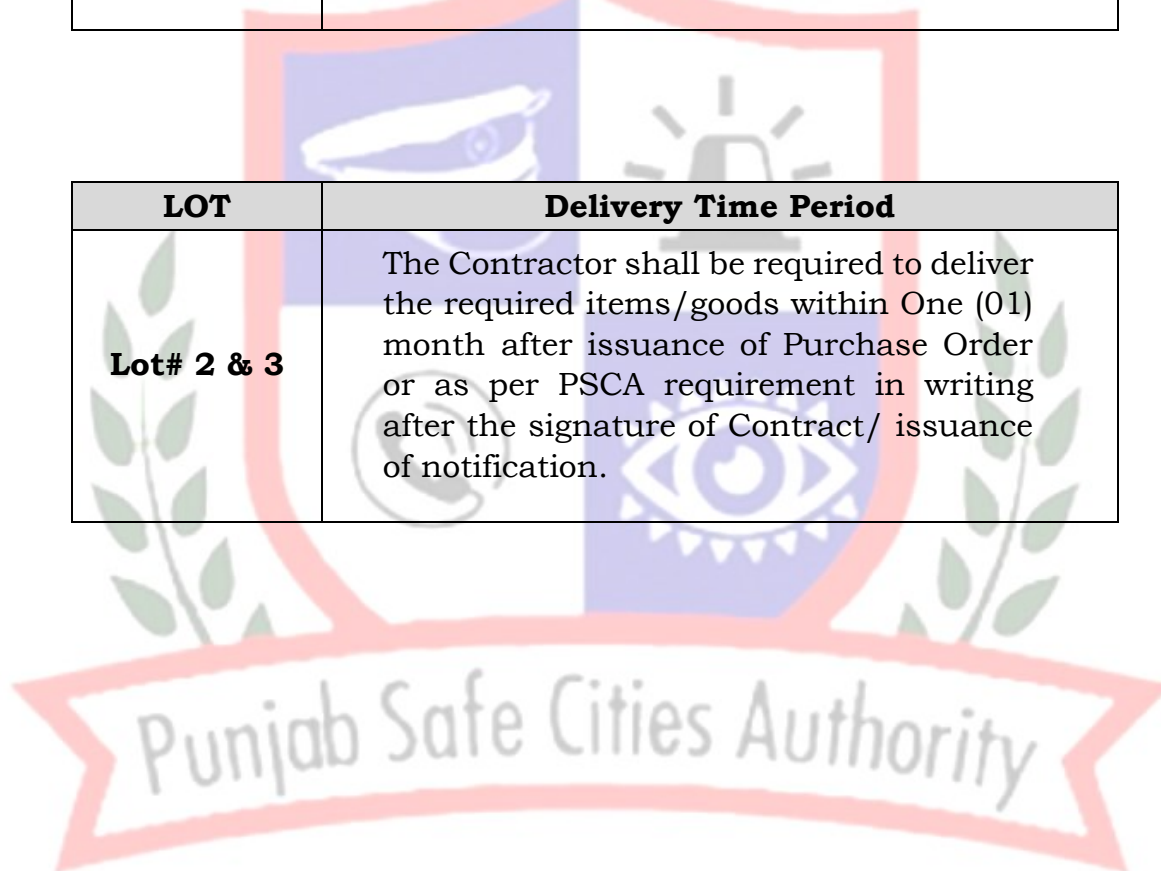 LOT
Delivery Time Period
Lot# 2 & 3
The Contractor shall be required to deliver
the required items/goods within One (01)
month after issuance of Purchase Order
or as per PSCA requirement in writing
after the signature of Contract/ issuance
of notification.
Punjab Safe Cities Authority